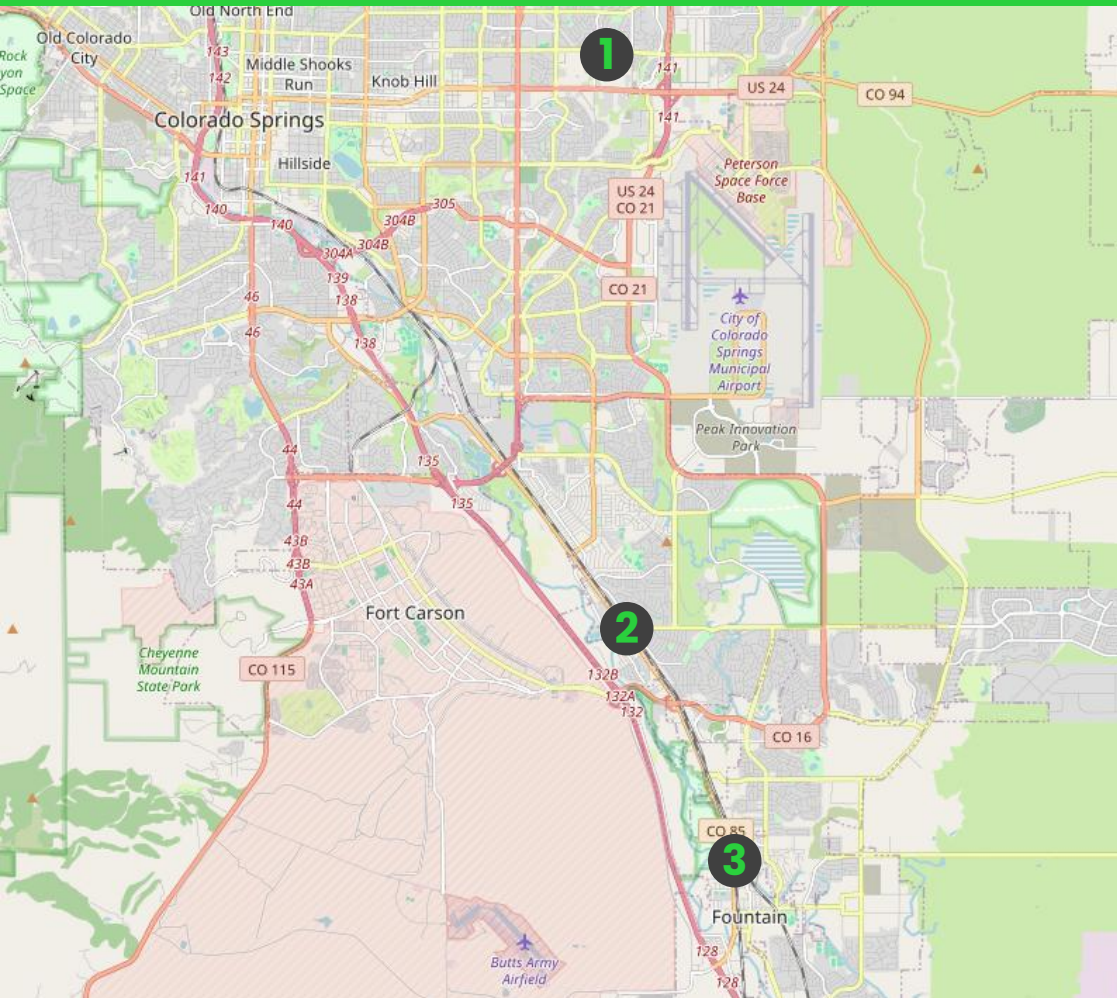 Old North End
Old Colorado
City
Rock
yon
Space
143
142
Middle Shooks
Run
Knob Hill
1
141
US 24
CO 94
Colorado Springs
141
Hillside
Peterson
Space Force
Base
141
140
140
US 24
CO 21
305
304B
304B
304A
139
138
CO 21
46
46
138
City of
Colorado
Springs
Municipal
Airport
Peak Innovation
Park
44
135
44
135
43B
43B
43A
Fort Carson
2
Cheyenne
Mountain
State Park
CO 115
132B
132A
132
CO 16
CO 85
3
Fountain
Butts Army
Airfield
128
128